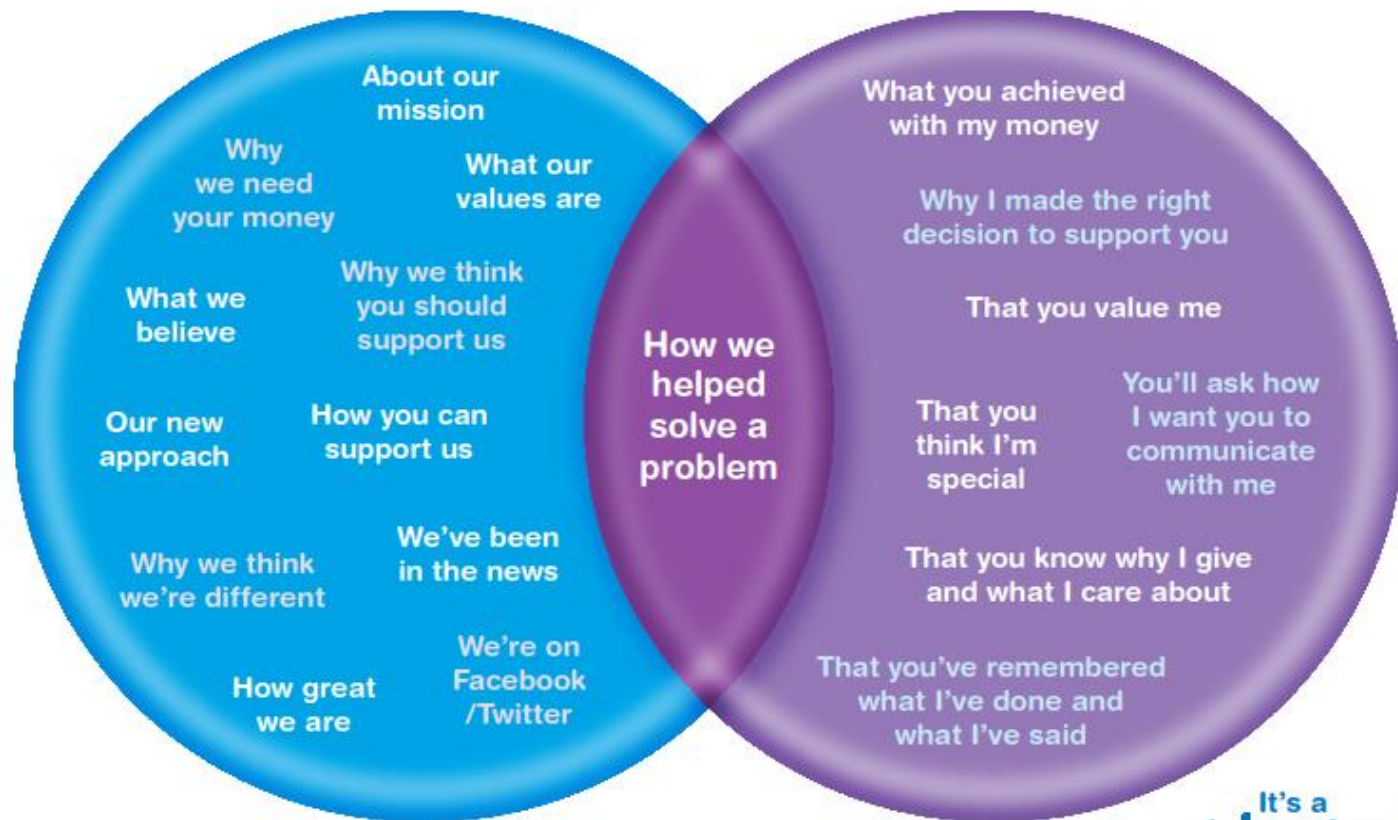 About our
mission
Why
we need
your money
What our
values are
What we
believe
Why we think
you should
support us
Our new
approach
How you can
support us
Why we think
we're different
We've been
in the news
How great
we are
We're on
Facebook
/Twitter
How we
helped
solve a
problem
What you achieved
with my money
Why I made the right
decision to support you
That you value me
That you
think I'm
special
You'll ask how
I want you to
communicate
with me
That you know why I give
and what I care about
That you've remembered
what I've done and
what I've said
It's a